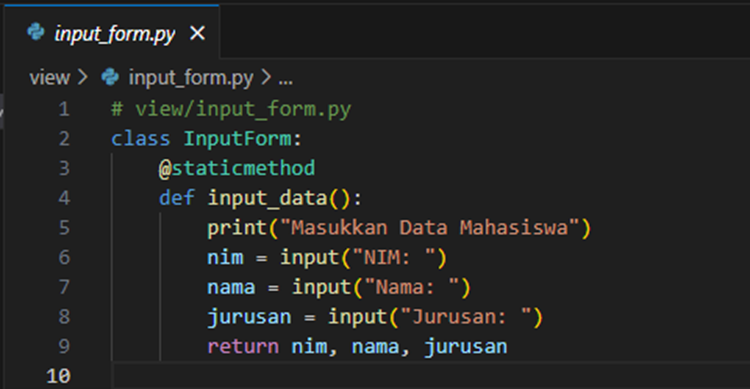 input_form.py ×
view > input_form.py > ...
1 # view/input_form.py
2 class InputForm:
3     @staticmethod
4     def input_data():
5         print("Masukkan Data Mahasiswa")
6         nim = input("NIM: ")
7         nama = input("Nama: ")
8         jurusan = input("Jurusan: ")
9         return nim, nama, jurusan
10